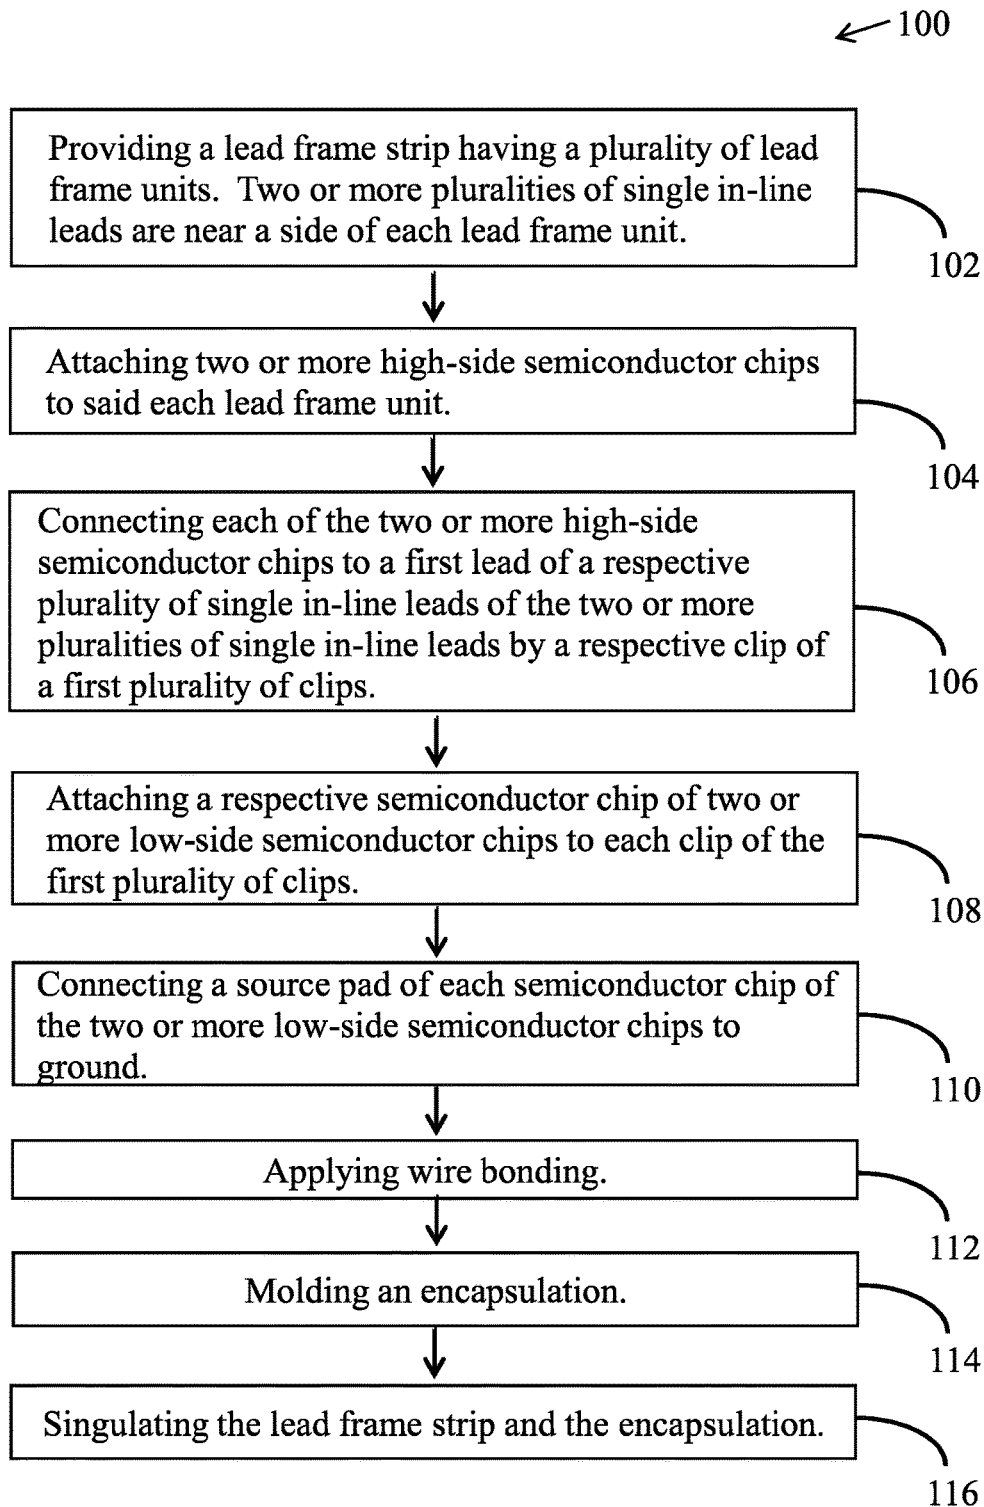 100
Providing a lead frame strip having a plurality of lead
frame units.  Two or more pluralities of single in-line
leads are near a side of each lead frame unit.
102
Attaching two or more high-side semiconductor chips
to said each lead frame unit.
104
Connecting each of the two or more high-side
semiconductor chips to a first lead of a respective
plurality of single in-line leads of the two or more
pluralities of single in-line leads by a respective clip of
a first plurality of clips.
106
Attaching a respective semiconductor chip of two or
more low-side semiconductor chips to each clip of the
first plurality of clips.
108
Connecting a source pad of each semiconductor chip of
the two or more low-side semiconductor chips to
ground.
110
Applying wire bonding.
112
Molding an encapsulation.
114
Singulating the lead frame strip and the encapsulation.
116